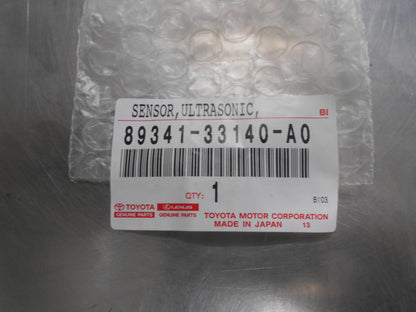 SENSOR,ULTRASONIC, BI
89341-33140-A0
QTY: 1 BI03
TOYOTA LEXUS
GENUINE PARTS GENUINE PARTS
TOYOTA MOTOR CORPORATION
MADE IN JAPAN 13